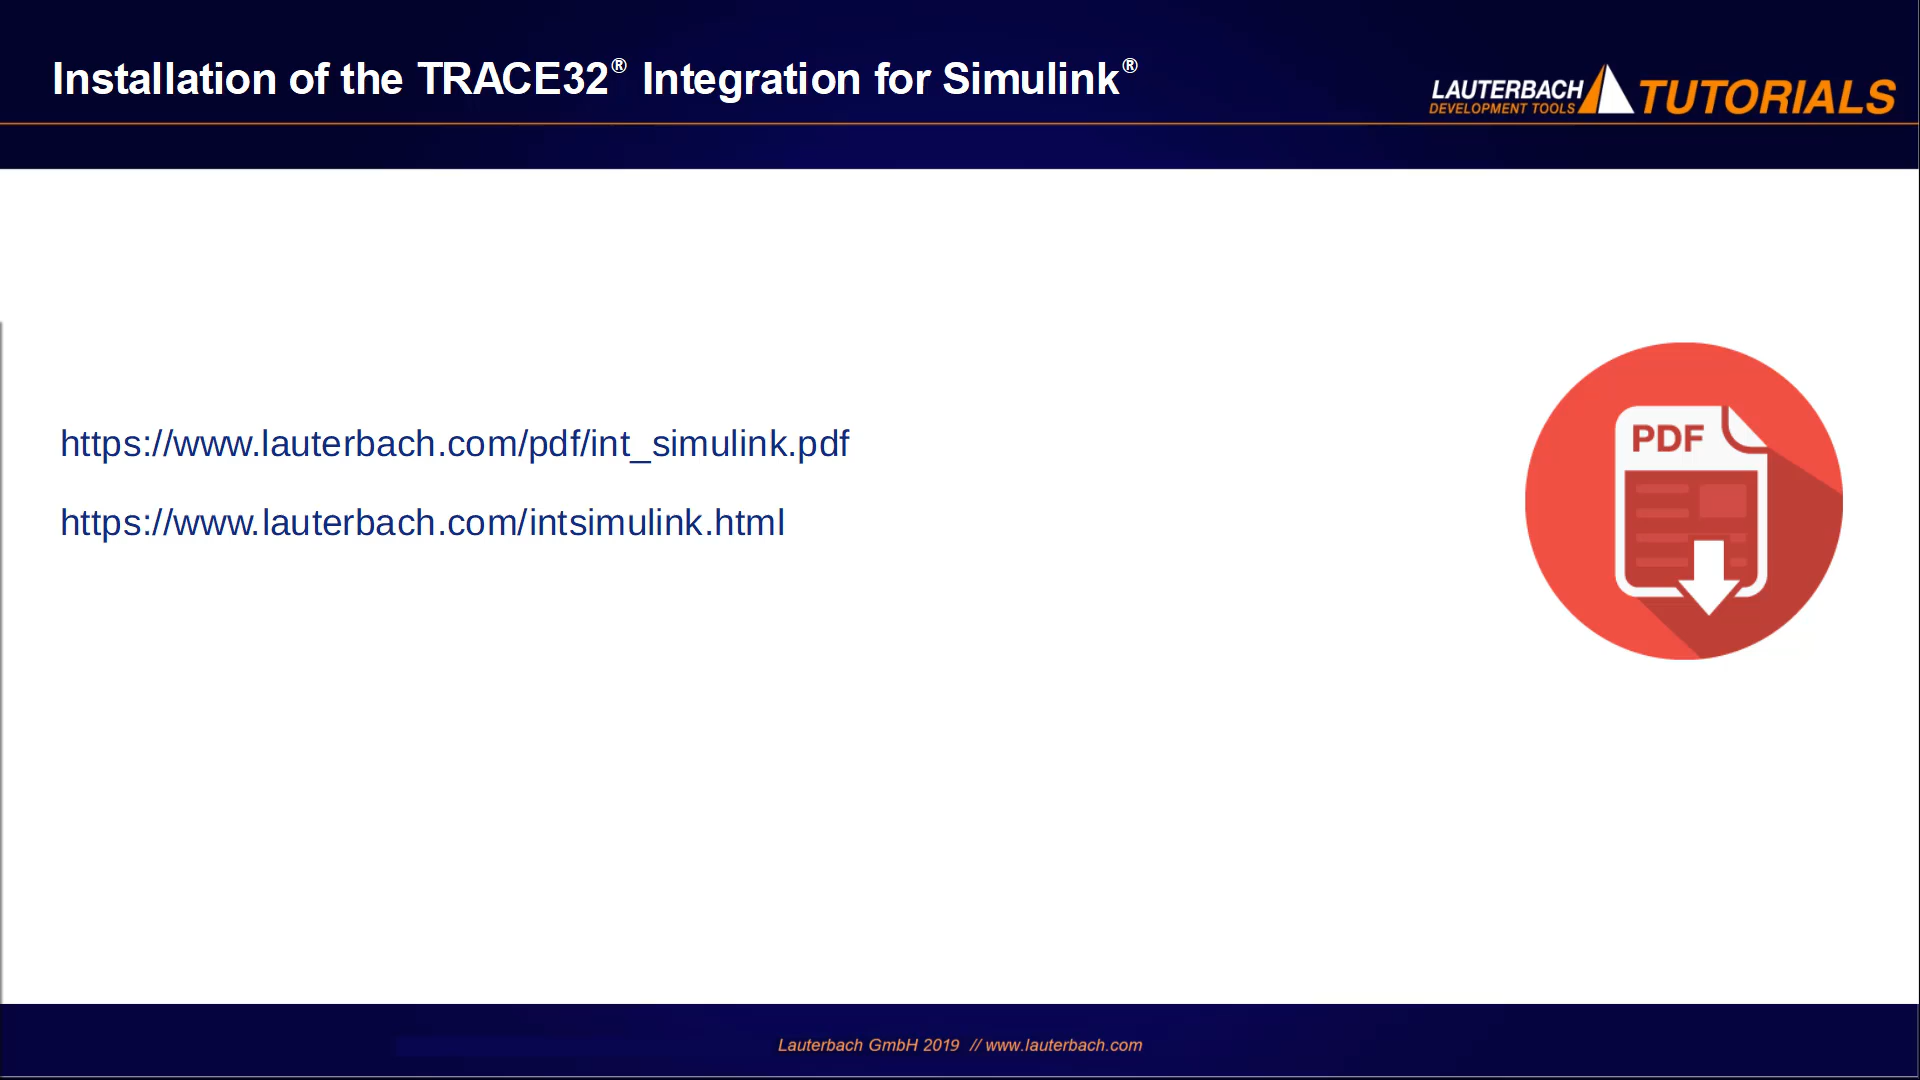 Installation of the TRACE32® Integration for Simulink®
LAUTERBACH
DEVELOPMENT TOOLS
TUTORIALS
https://www.lauterbach.com/pdf/int_simulink.pdf
https://www.lauterbach.com/intsimulink.html
PDF
Lauterbach GmbH 2019 // www.lauterbach.com